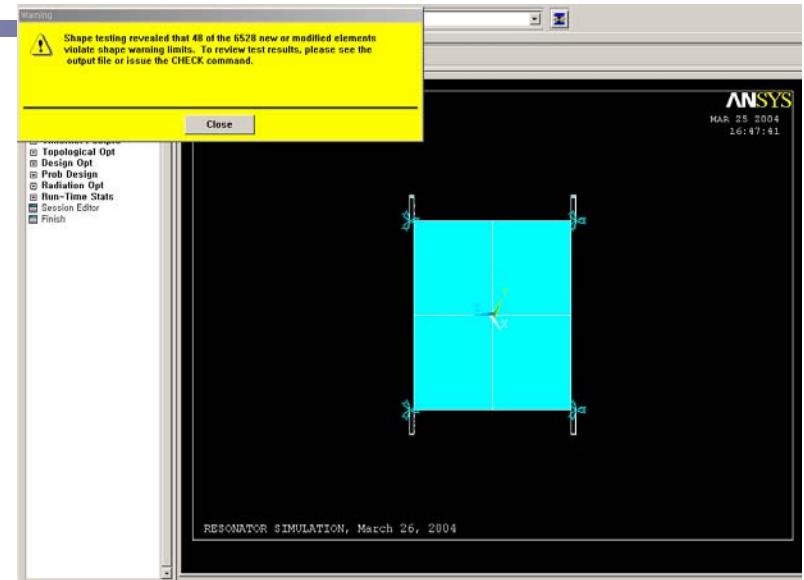 Warning
Shape testing revealed that 48 of the 6528 new or modified elements
violate shape warning limits. To review test results, please see the
output file or issue the CHECK command.
Close
Topological Opt
Design Opt
Prob Design
Radiation Opt
Run-Time Stats
Session Editor
Finish
ANSYS
MAR 25 2004
16:47:41
Y
Z
X
RESONATOR SIMULATION, March 26, 2004